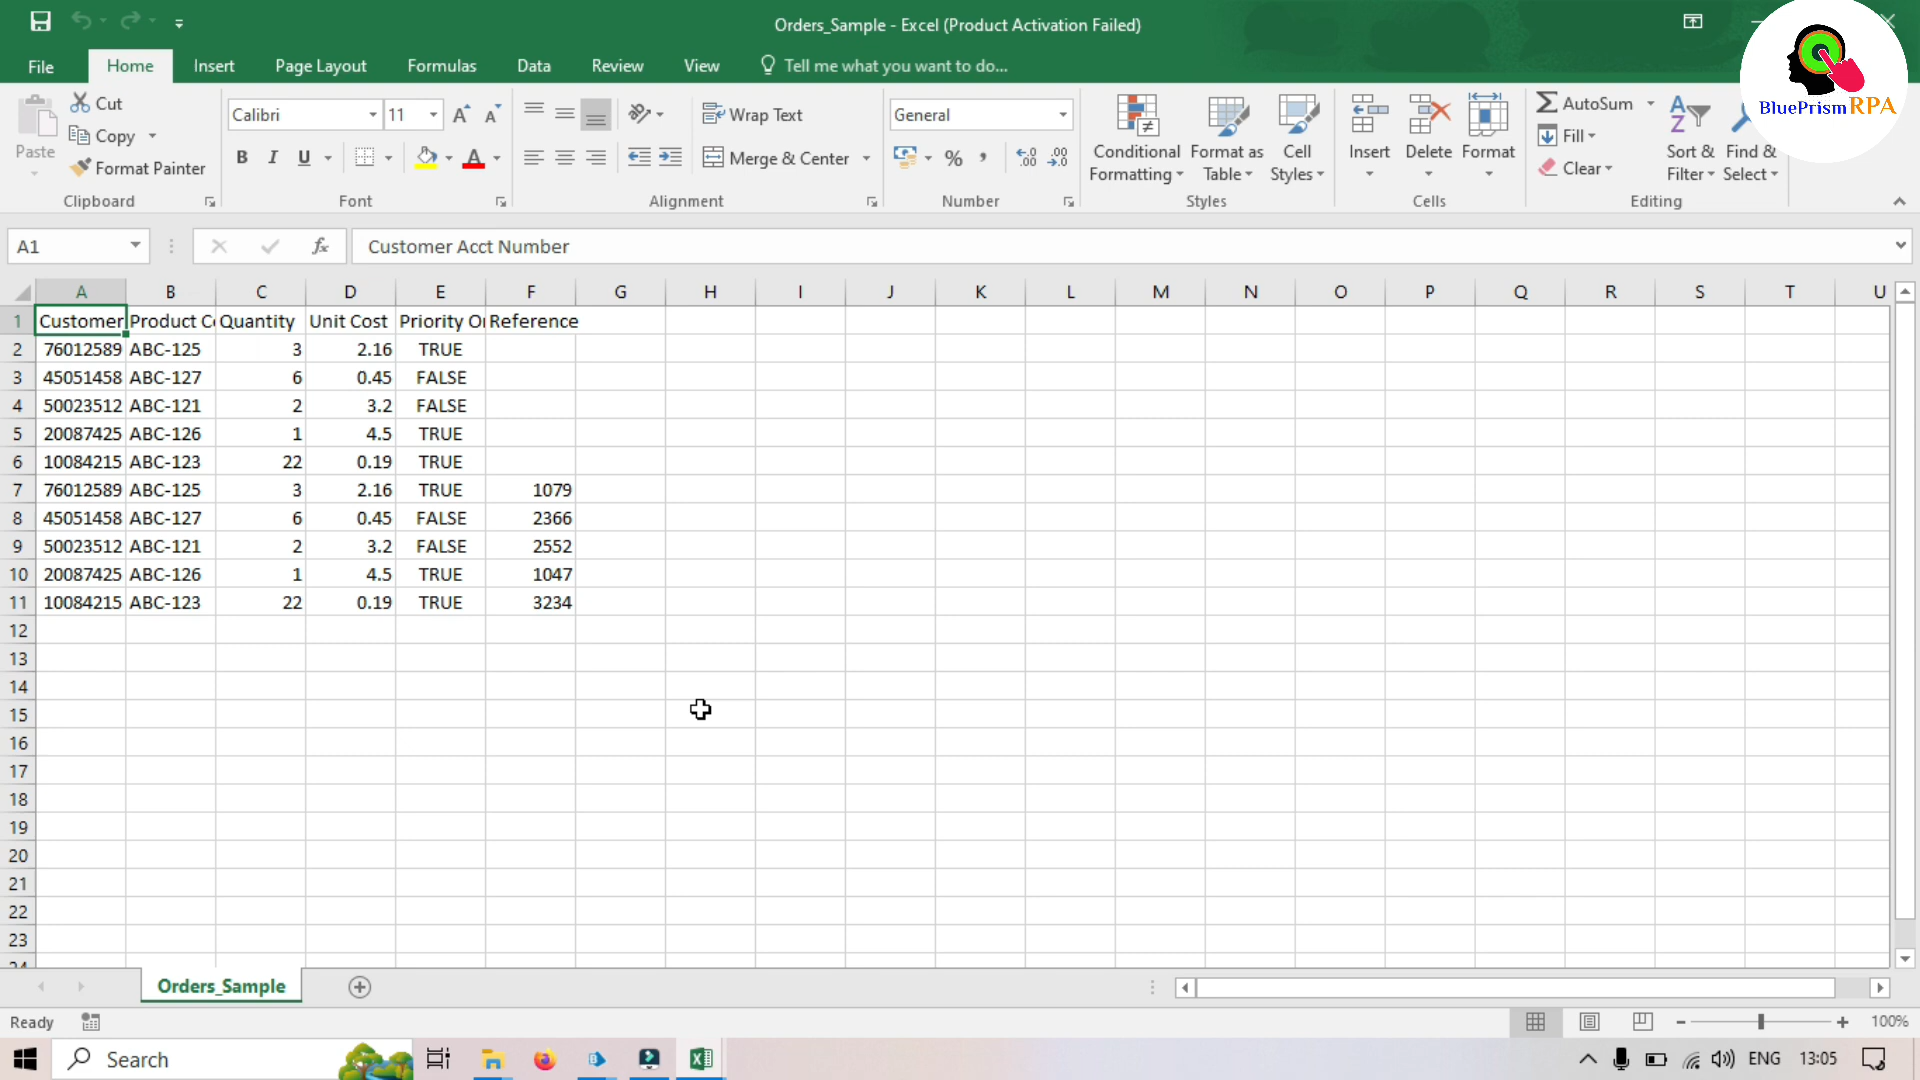 Orders_Sample - Excel (Product Activation Failed)
File Home Insert Page Layout Formulas Data Review View Tell me what you want to do...
BluePrism RPA
Paste
Cut
Copy
Format Painter
Clipboard
Calibri 11
B I U
Font
Wrap Text
Merge & Center
Alignment
General
%
Number
Conditional Formatting
Format as Table
Cell Styles
Styles
Insert Delete Format
Cells
AutoSum
Fill
Clear
Sort & Filter
Find & Select
Editing
A1 fx Customer Acct Number
A B C D E F G H I J K L M N O P Q R S T U
1 Customer Product Co Quantity Unit Cost Priority Or Reference
2 76012589 ABC-125 3 2.16 TRUE
3 45051458 ABC-127 6 0.45 FALSE
4 50023512 ABC-121 2 3.2 FALSE
5 20087425 ABC-126 1 4.5 TRUE
6 10084215 ABC-123 22 0.19 TRUE
7 76012589 ABC-125 3 2.16 TRUE 1079
8 45051458 ABC-127 6 0.45 FALSE 2366
9 50023512 ABC-121 2 3.2 FALSE 2552
10 20087425 ABC-126 1 4.5 TRUE 1047
11 10084215 ABC-123 22 0.19 TRUE 3234
12
13
14
15
16
17
18
19
20
21
22
23
24
Orders_Sample
Ready 100%
Search ENG 13:05